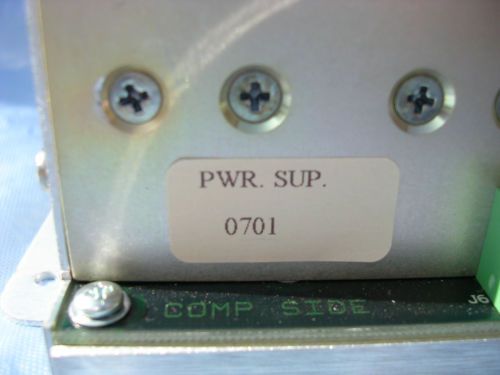 PWR. SUP.
0701
COMP SIDE
J6